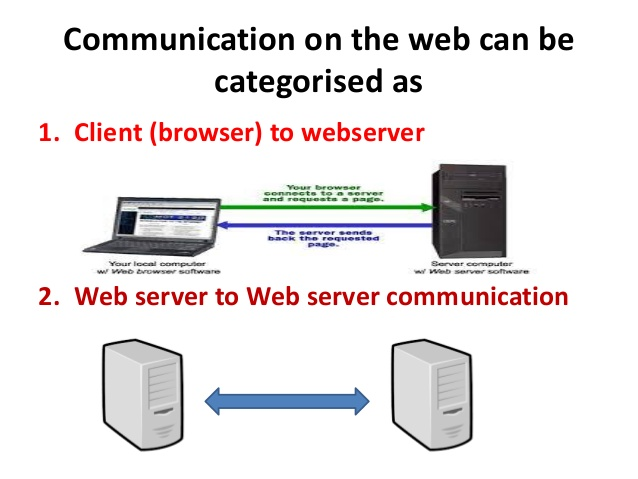 Communication on the web can be
categorised as
1. Client (browser) to webserver
Your browser
connects to a server
and requests a page.
The server sends
back the requested
page.
Your local computer
w/ Web browser software
Server computer
w/ Web server software
2. Web server to Web server communication